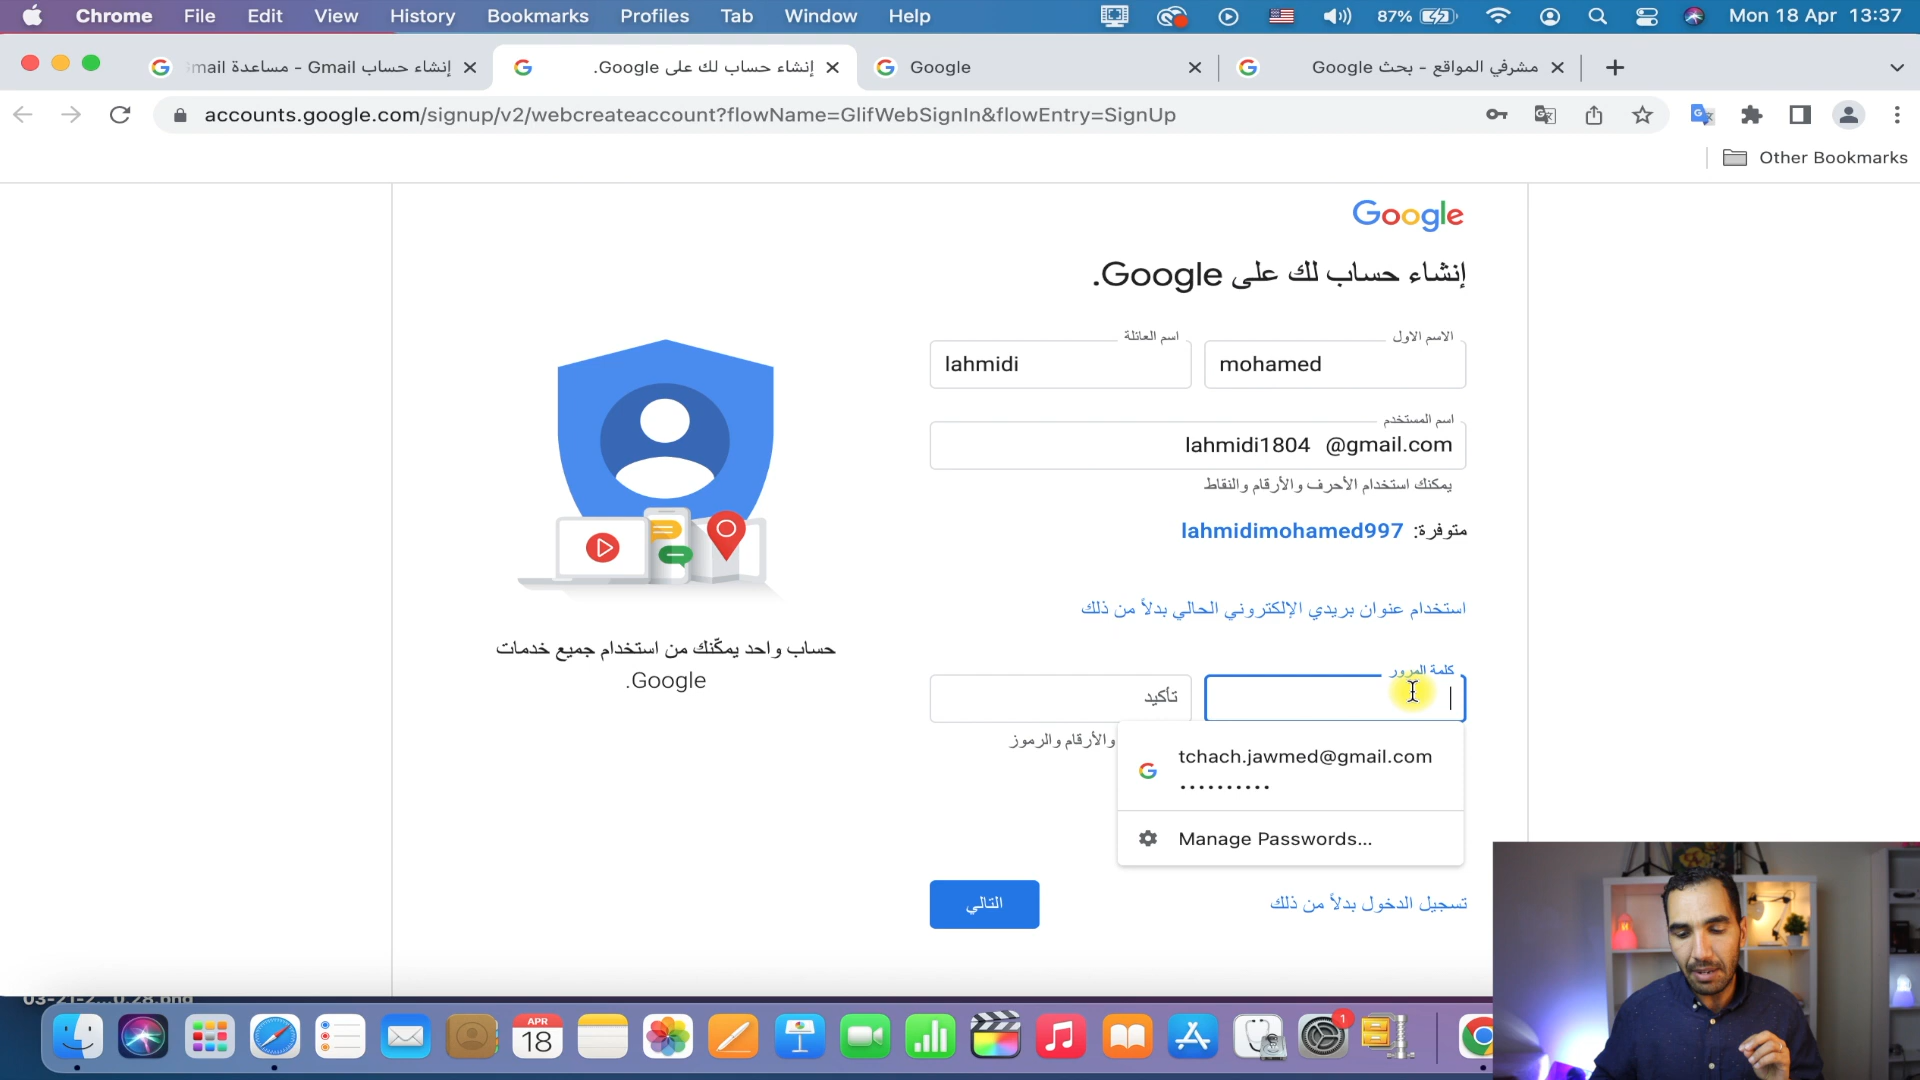 Chrome File Edit View History Bookmarks Profiles Tab Window Help 87% Mon 18 Apr 13:37
إنشاء حساب Gmail - مساعدة
إنشاء حساب لك على Google.
Google
مشرفي المواقع - بحث Google
accounts.google.com/signup/v2/webcreateaccount?flowName=GlifWebSignIn&flowEntry=SignUp
Other Bookmarks
Google
إنشاء حساب لك على Google.
الاسم الاول
mohamed
اسم العائلة
lahmidi
اسم المستخدم
lahmidi1804 @gmail.com
يمكنك استخدام الأحرف والأرقام والنقاط
متوفرة: lahmidimohamed997
استخدام عنوان بريدي الإلكتروني الحالي بدلاً من ذلك
حساب واحد يمكّنك من استخدام جميع خدمات
Google.
كلمة المرور
تأكيد
والأرقام والرموز
tchach.jawmed@gmail.com
••••••••••
Manage Passwords...
تسجيل الدخول بدلاً من ذلك
التالي
APR
18
1